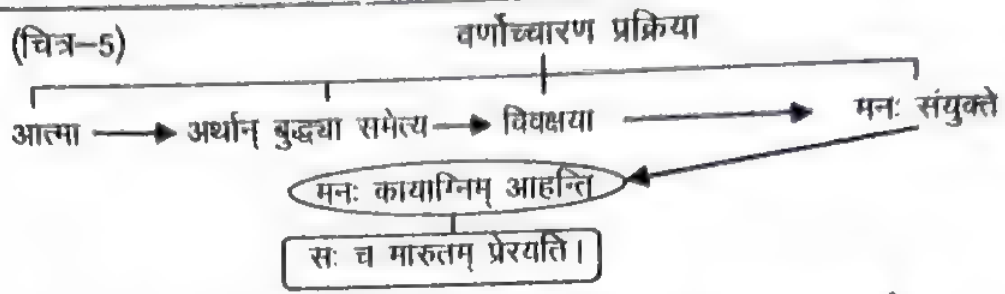 (चित्र-5)
वर्णोच्चारण प्रक्रिया
आत्मा → अर्थान् बुद्ध्या समेत्य → विवक्षया → मनः संयुक्ते
मनः कायाग्निम् आहन्ति
सः च मारुतम् प्रेरयति।